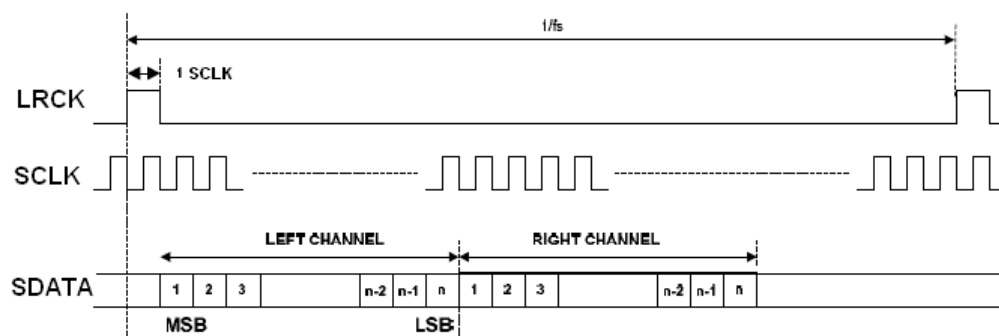 1/fs
1 SCLK
LRCK
SCLK
LEFT CHANNEL RIGHT CHANNEL
SDATA 1 2 3 n-2 n-1 n 1 2 3 n-2 n-1 n
MSB LSB